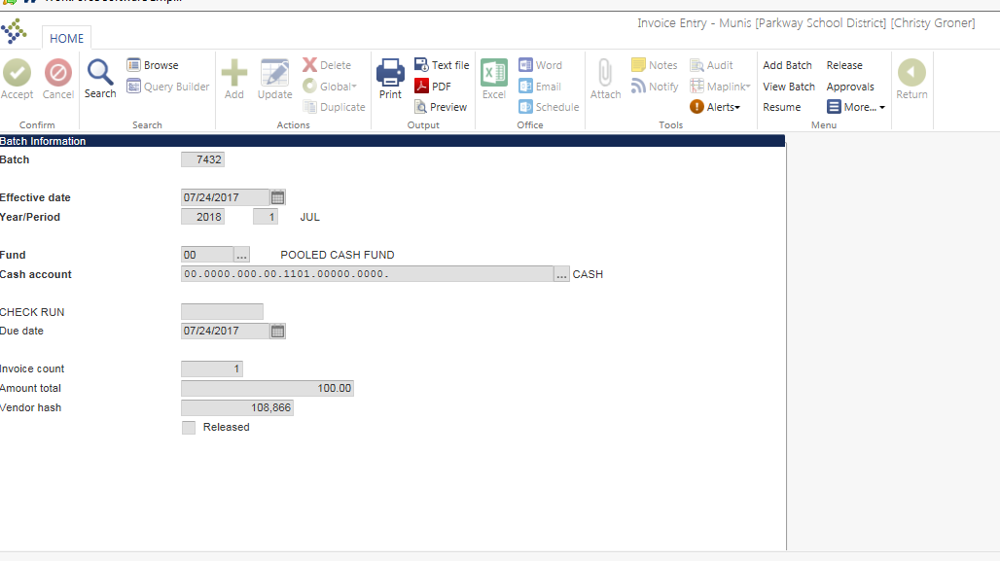 Invoice Entry - Munis [Parkway School District] [Christy Groner]
HOME
Accept Cancel Search Browse Query Builder Add Update Delete Global Duplicate Print Text file PDF Preview Excel Word Email Schedule Attach Notes Notify Audit Maplink Alerts Add Batch View Batch Resume Release Approvals More... Return
Confirm Search Actions Output Office Tools Menu
Batch Information
Batch 7432
Effective date 07/24/2017
Year/Period 2018 1 JUL
Fund 00 ... POOLED CASH FUND
Cash account 00.0000.000.00.1101.00000.0000. ... CASH
CHECK RUN
Due date 07/24/2017
Invoice count 1
Amount total 100.00
Vendor hash 108,866
Released